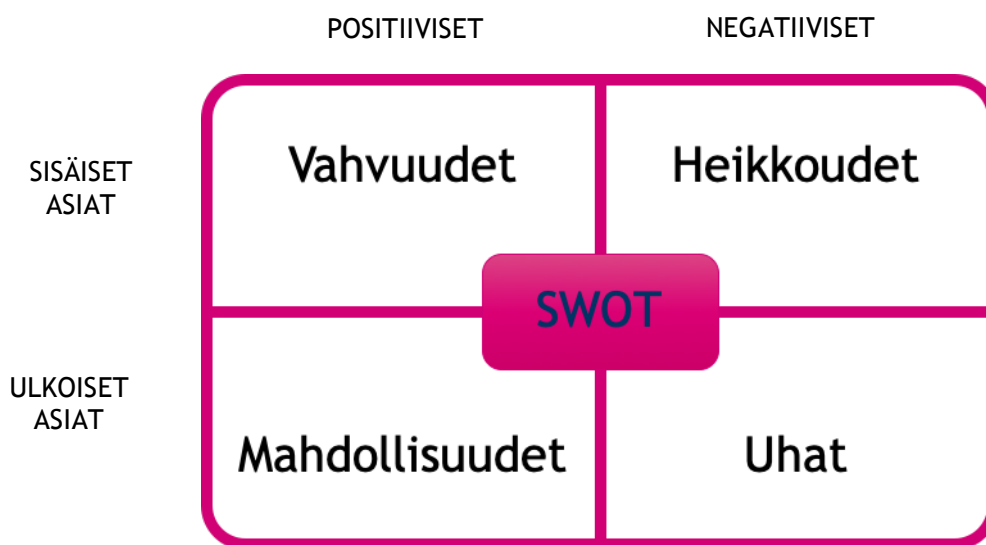 POSITIIVISET
NEGATIIVISET
SISÄISET
ASIAT
Vahvuudet
Heikkoudet
SWOT
ULKOISET
ASIAT
Mahdollisuudet
Uhat